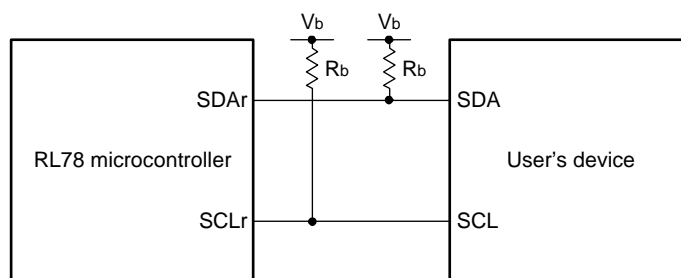 Vb Vb
Rb Rb
SDAr SDA
RL78 microcontroller User's device
SCLr SCL